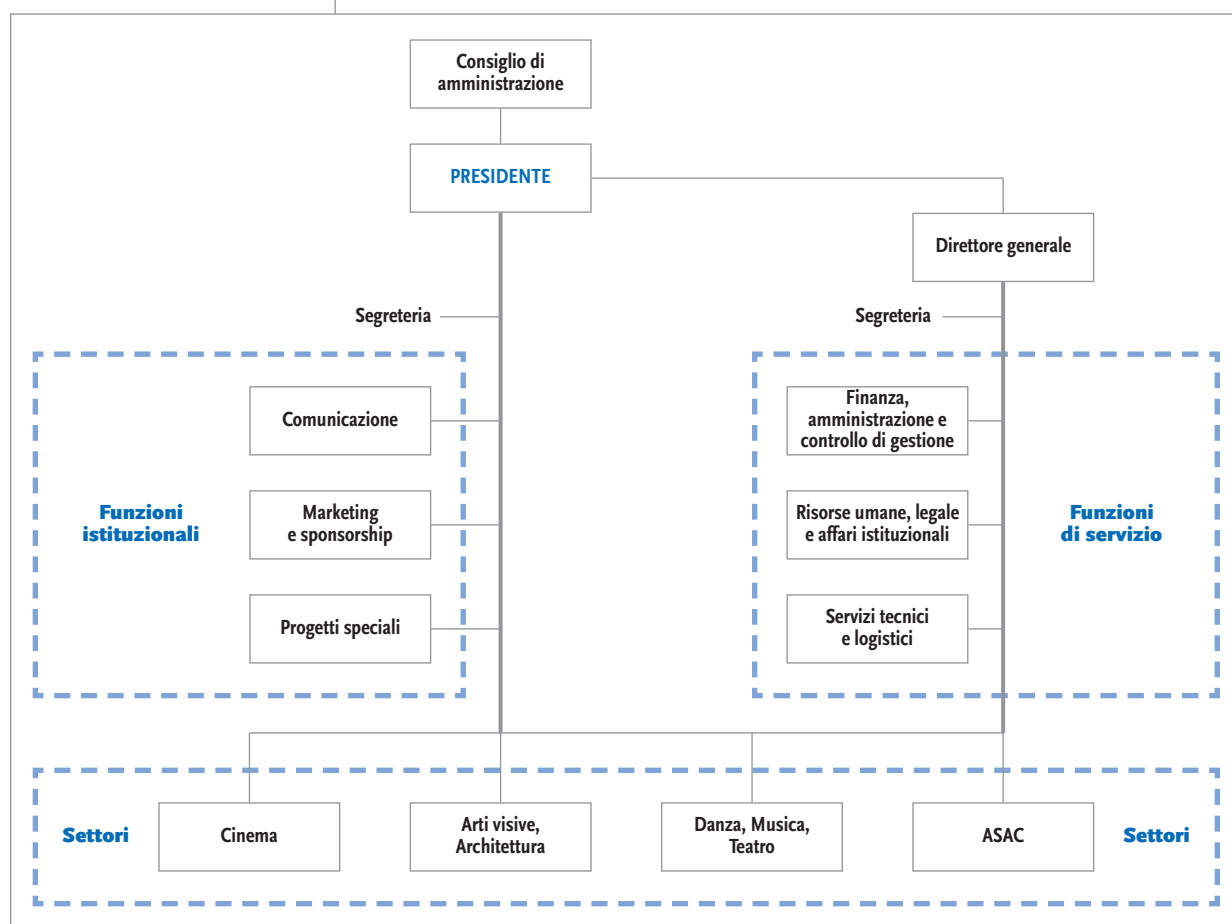 Consiglio di
amministrazione
PRESIDENTE
Direttore generale
Segreteria
Segreteria
Funzioni
istituzionali
Comunicazione
Marketing
e sponsorship
Progetti speciali
Finanza,
amministrazione e
controllo di gestione
Risorse umane, legale
e affari istituzionali
Servizi tecnici
e logistici
Funzioni
di servizio
Settori
Cinema
Arti visive,
Architettura
Danza, Musica,
Teatro
ASAC
Settori